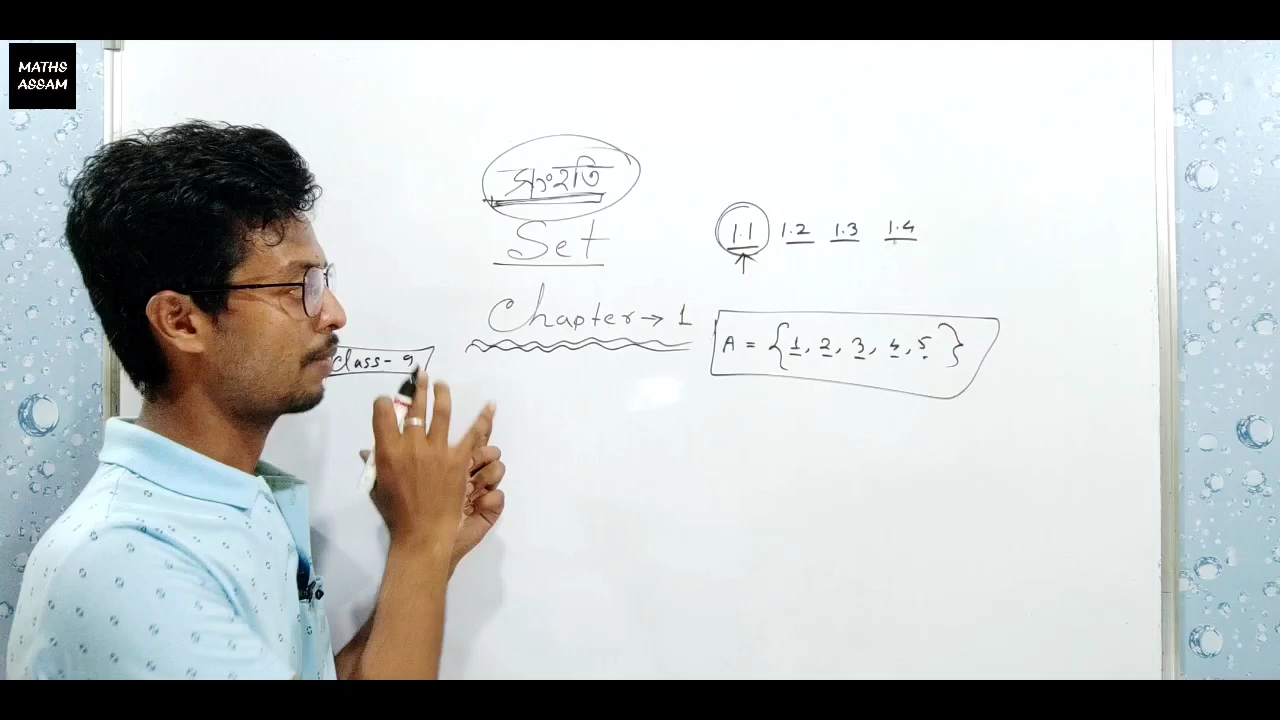 MATHS
ASSAM
সংহতি
Set
Chapter → 1
class - 9
1.1 1.2 1.3 1.4
A = {1, 2, 3, 4, 5}